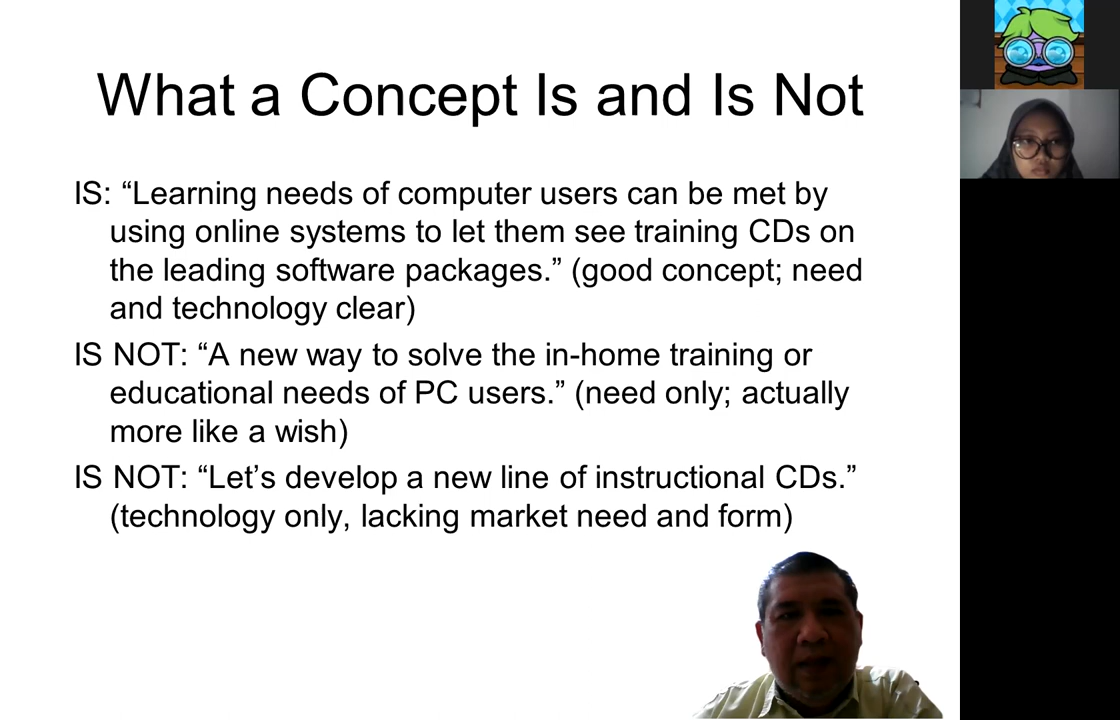 What a Concept Is and Is Not
IS: “Learning needs of computer users can be met by
using online systems to let them see training CDs on
the leading software packages.” (good concept; need
and technology clear)
IS NOT: “A new way to solve the in-home training or
educational needs of PC users.” (need only; actually
more like a wish)
IS NOT: “Let’s develop a new line of instructional CDs.”
(technology only, lacking market need and form)